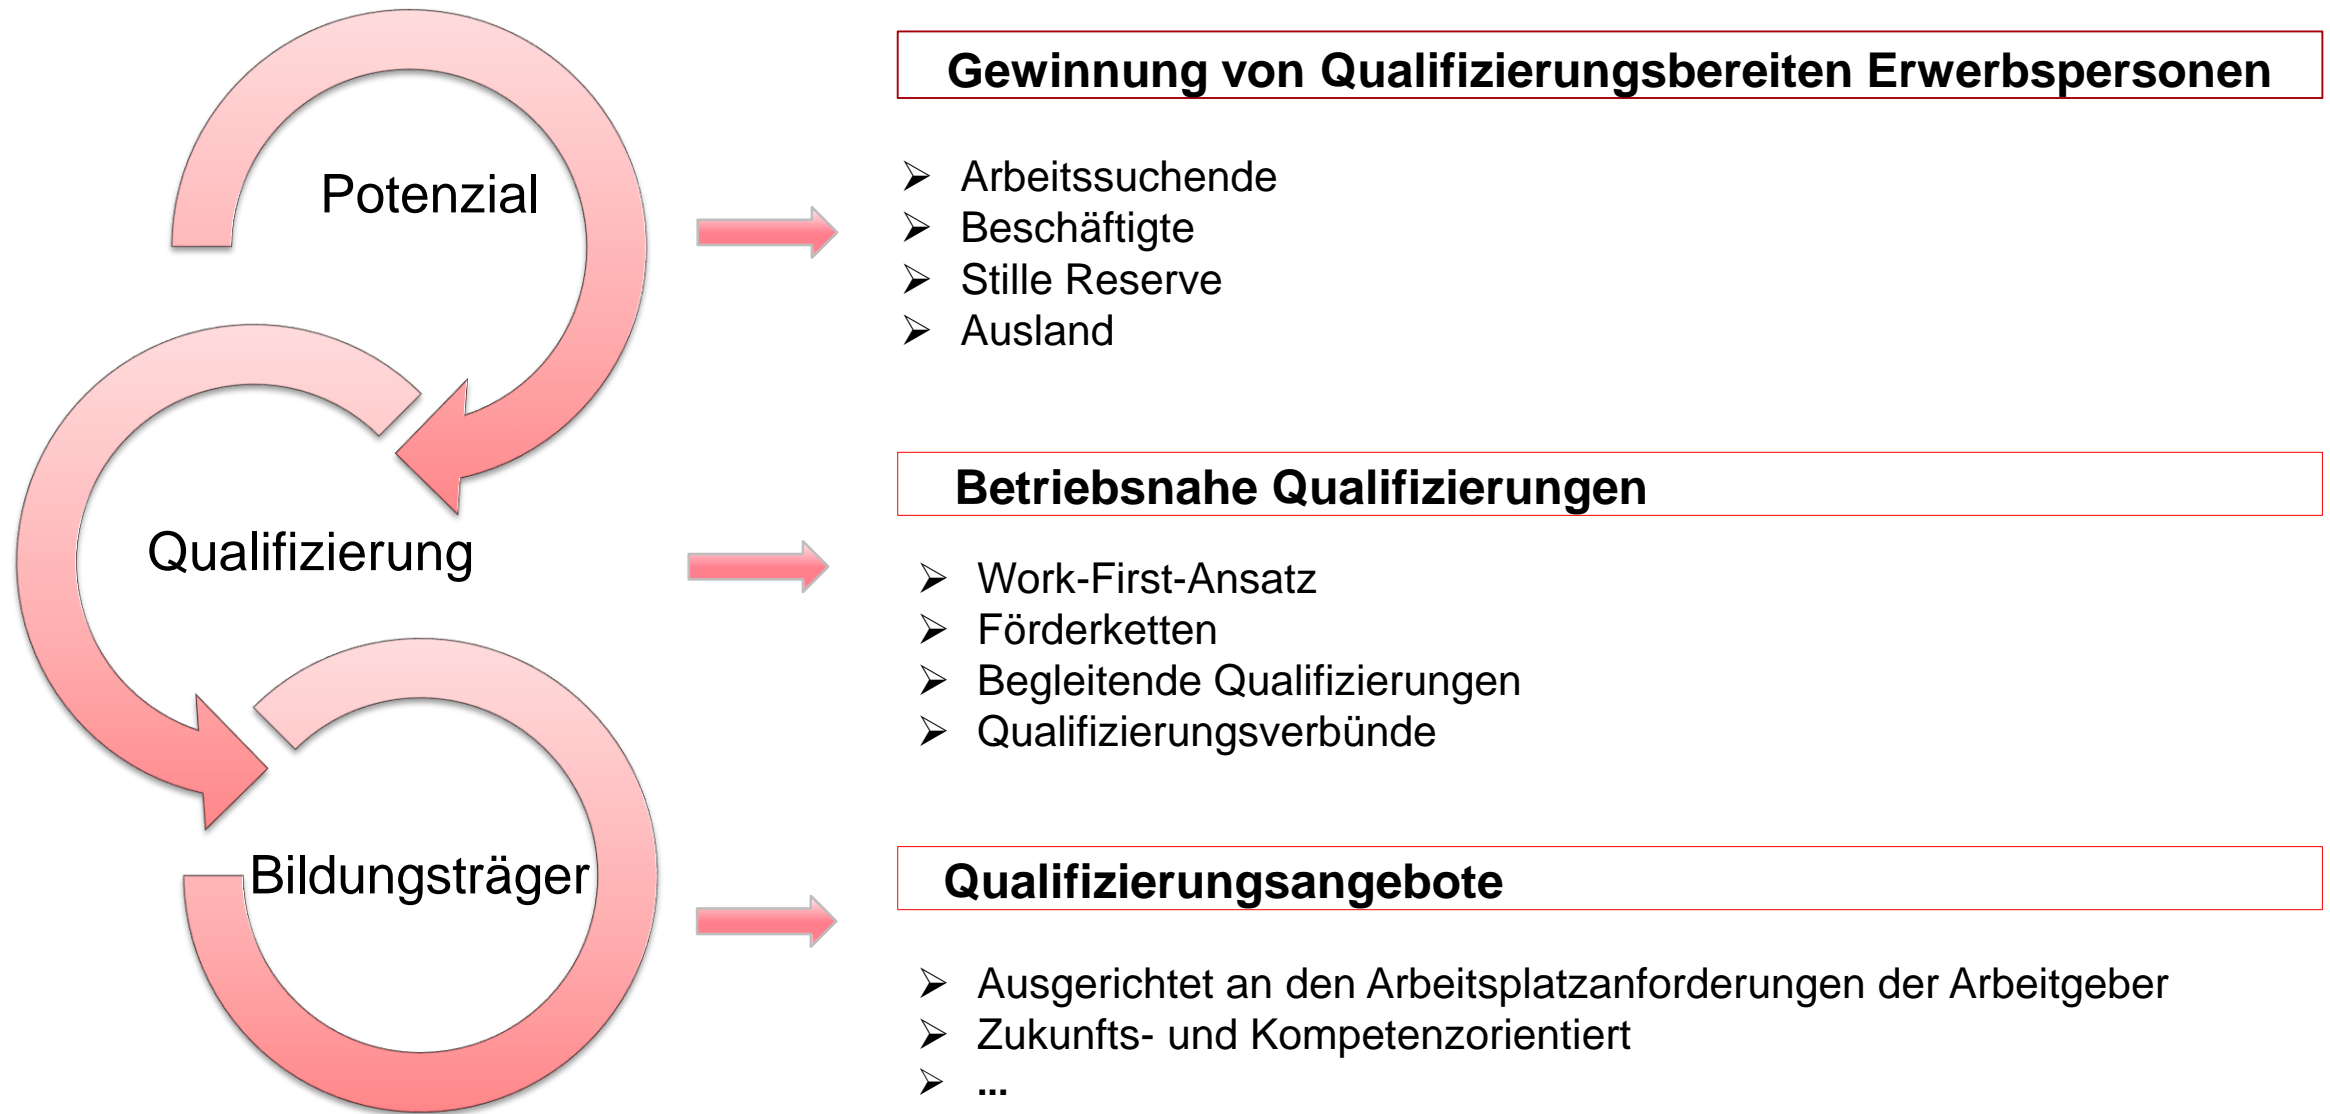 Potenzial
Gewinnung von Qualifizierungsbereiten Erwerbspersonen
➢ Arbeitssuchende
➢ Beschäftigte
➢ Stille Reserve
➢ Ausland
Qualifizierung
Betriebsnahe Qualifizierungen
➢ Work-First-Ansatz
➢ Förderketten
➢ Begleitende Qualifizierungen
➢ Qualifizierungsverbünde
Bildungsträger
Qualifizierungsangebote
➢ Ausgerichtet an den Arbeitsplatzanforderungen der Arbeitgeber
➢ Zukunfts- und Kompetenzorientiert
➢ ...